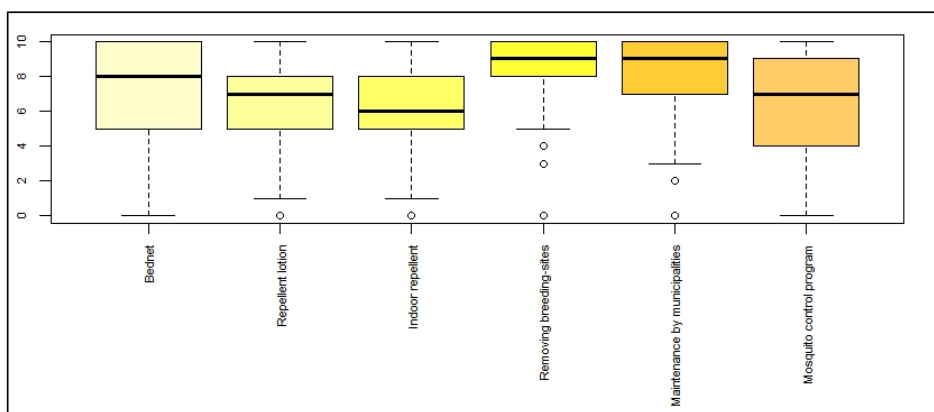 10
8
6
4
2
0
Bednet
Repellent lotion
Indoor repellent
Removing breeding-sites
Maintenance by municipalities
Mosquito control program